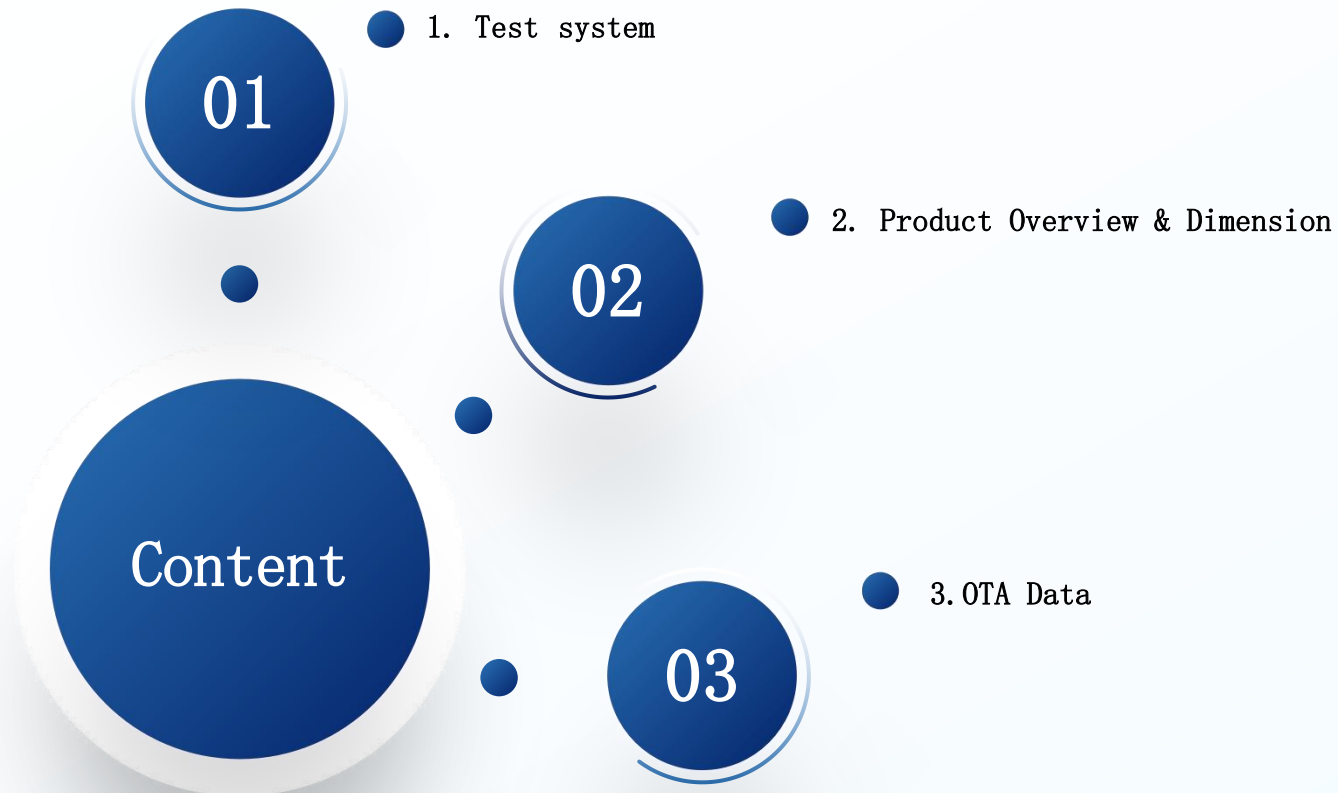 01
1. Test system
02
2. Product Overview & Dimension
Content
03
3.OTA Data